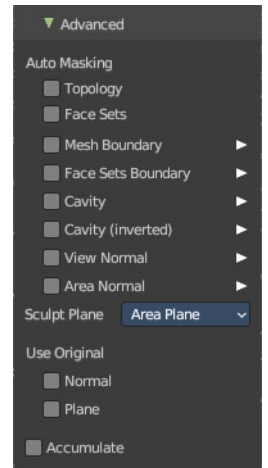 Advanced
Auto Masking
Topology
Face Sets
Mesh Boundary
Face Sets Boundary
Cavity
Cavity (inverted)
View Normal
Area Normal
Sculpt Plane Area Plane
Use Original
Normal
Plane
Accumulate